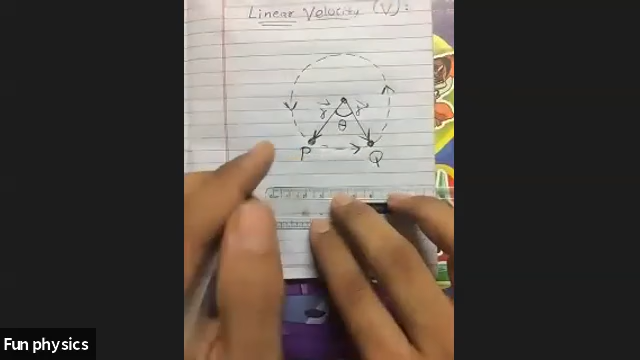 Linear Velocity (V) :
r r
θ
P Q
Fun physics